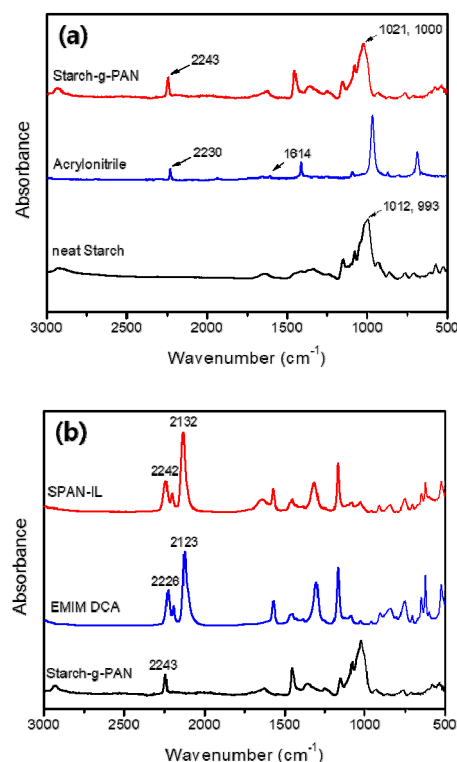 (a)
1021, 1000
2243
Starch-g-PAN
2230
1614
Acrylonitrile
1012, 993
neat Starch
Absorbance
3000 2500 2000 1500 1000 500
Wavenumber (cm⁻¹)
(b)
2132
2242
SPAN-IL
2123
2226
EMIM DCA
2243
Starch-g-PAN
Absorbance
3000 2500 2000 1500 1000 500
Wavenumber (cm⁻¹)